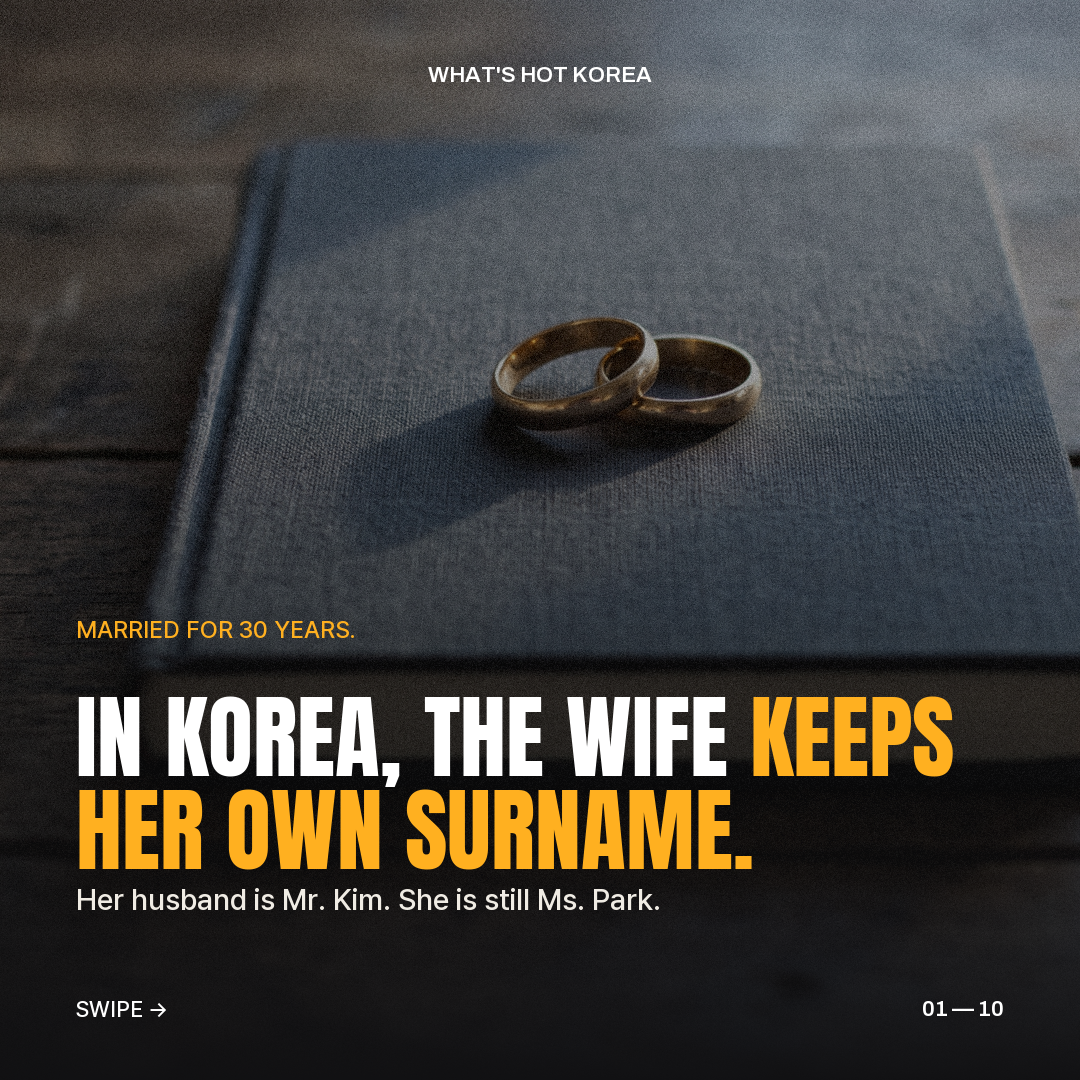 WHAT'S HOT KOREA
MARRIED FOR 30 YEARS.
IN KOREA, THE WIFE KEEPS
HER OWN SURNAME.
Her husband is Mr. Kim. She is still Ms. Park.
SWIPE →
01 — 10